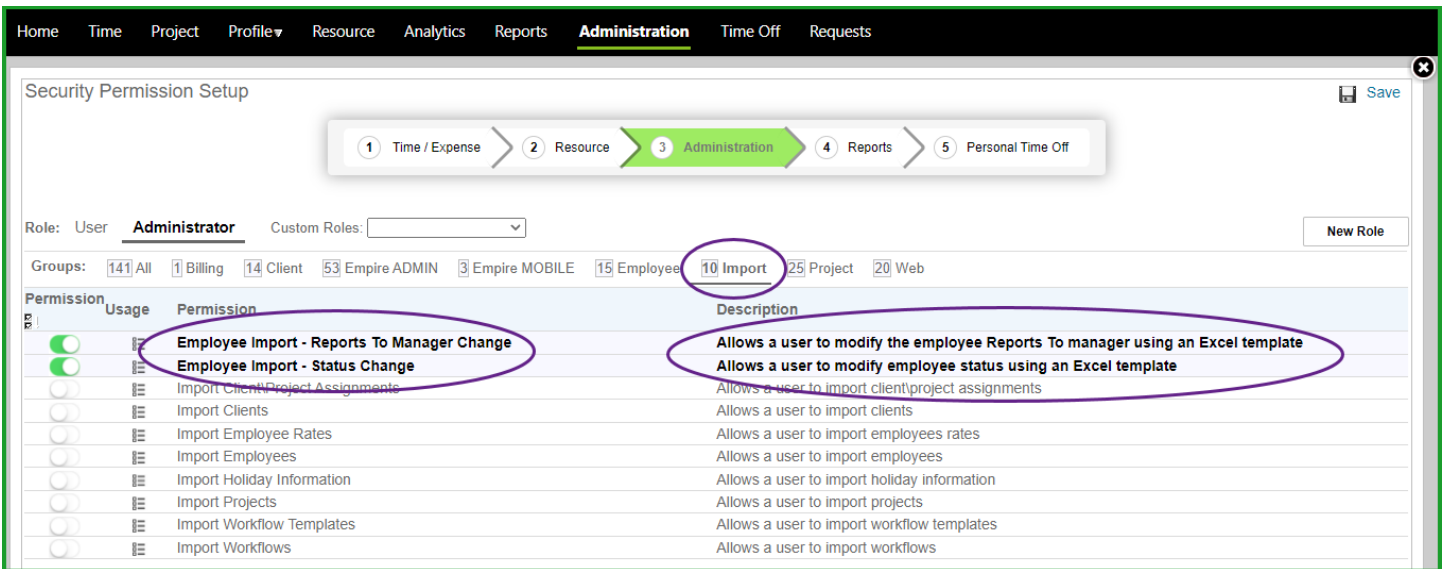 Home Time Project Profile Resource Analytics Reports Administration Time Off Requests
Security Permission Setup Save
1 Time / Expense 2 Resource 3 Administration 4 Reports 5 Personal Time Off
Role: User Administrator Custom Roles: New Role
Groups: 141 All 1 Billing 14 Client 53 Empire ADMIN 3 Empire MOBILE 15 Employee 10 Import 25 Project 20 Web
Permission Usage Permission Description
Employee Import - Reports To Manager Change Allows a user to modify the employee Reports To manager using an Excel template
Employee Import - Status Change Allows a user to modify employee status using an Excel template
Import Client\Project Assignments Allows a user to import client\project assignments
Import Clients Allows a user to import clients
Import Employee Rates Allows a user to import employees rates
Import Employees Allows a user to import employees
Import Holiday Information Allows a user to import holiday information
Import Projects Allows a user to import projects
Import Workflow Templates Allows a user to import workflow templates
Import Workflows Allows a user to import workflows